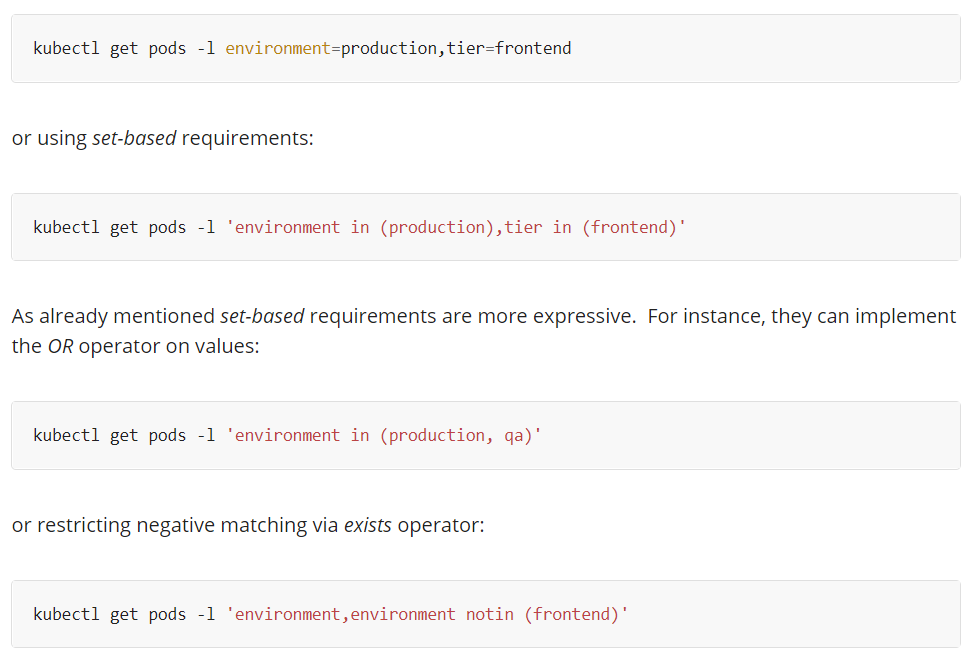 kubectl get pods -l environment=production,tier=frontend
or using set-based requirements:
kubectl get pods -l 'environment in (production),tier in (frontend)'
As already mentioned set-based requirements are more expressive.  For instance, they can implement
the OR operator on values:
kubectl get pods -l 'environment in (production, qa)'
or restricting negative matching via exists operator:
kubectl get pods -l 'environment,environment notin (frontend)'